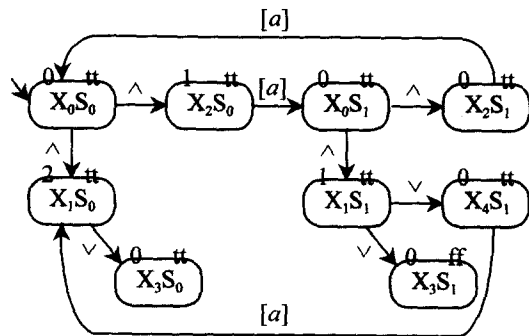 [a]
0 tt 1 tt 0 tt 0 tt
X₀S₀ ∧ X₂S₀ [a] X₀S₁ ∧ X₂S₁
∧ ∧
2 tt 1 tt 0 tt
X₁S₀ X₁S₁ ∨ X₄S₁
∨ 0 tt ∨ 0 ff
X₃S₀ X₃S₁
[a]